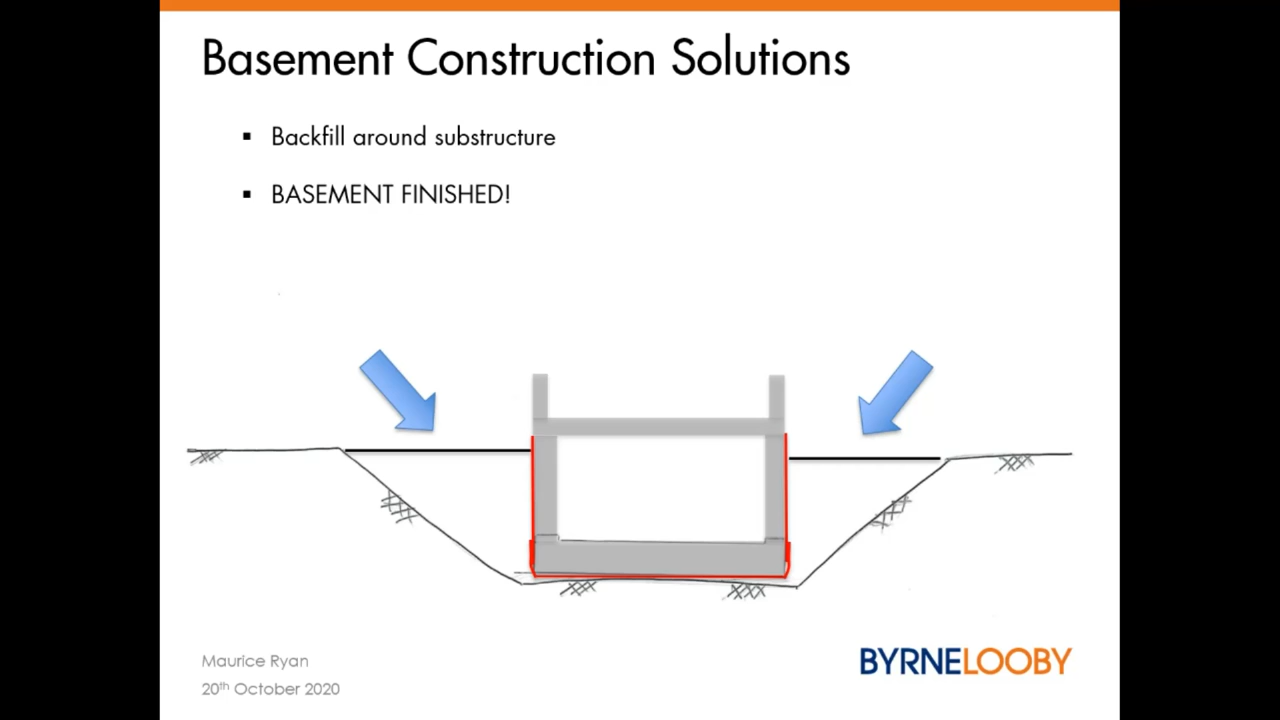 Basement Construction Solutions
▪ Backfill around substructure
▪ BASEMENT FINISHED!
Maurice Ryan
20th October 2020
BYRNELOOBY